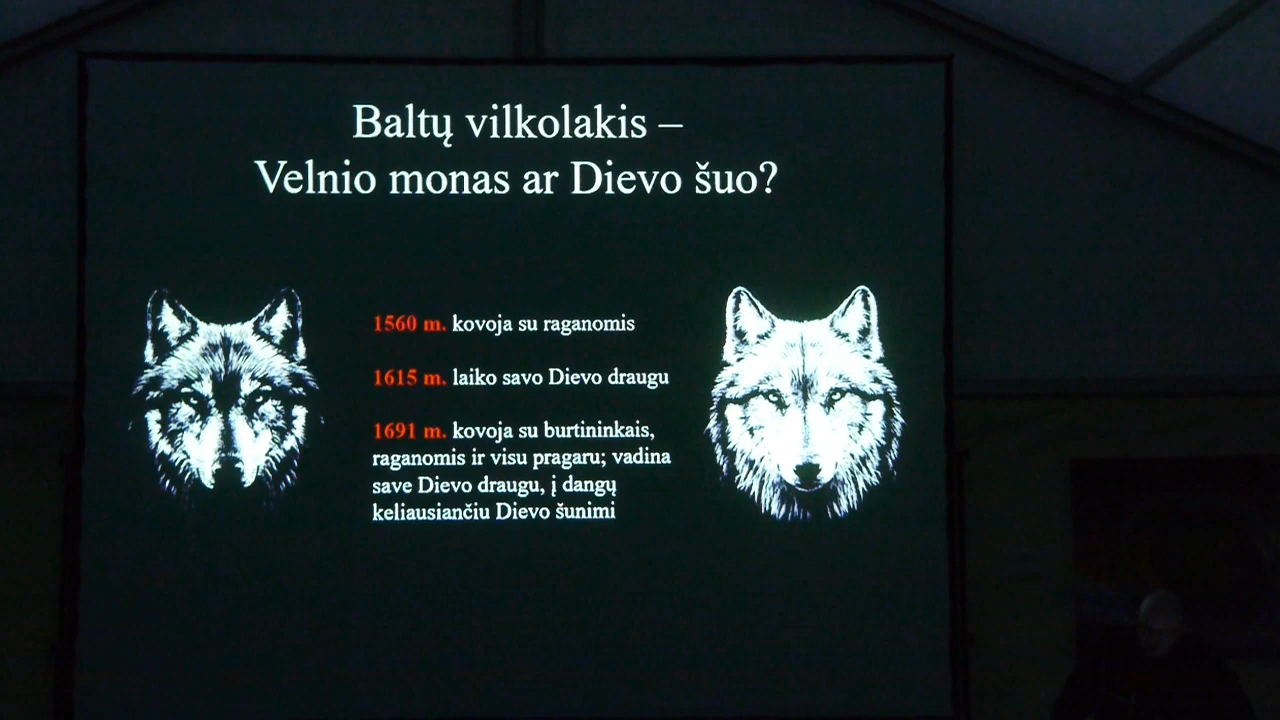 Baltų vilkolakis –
Velnio monas ar Dievo šuo?
1560 m. kovoja su raganomis
1615 m. laiko savo Dievo draugu
1691 m. kovoja su burtininkais,
raganomis ir visu pragaru; vadina
save Dievo draugu, į dangų
keliausiančiu Dievo šunimi